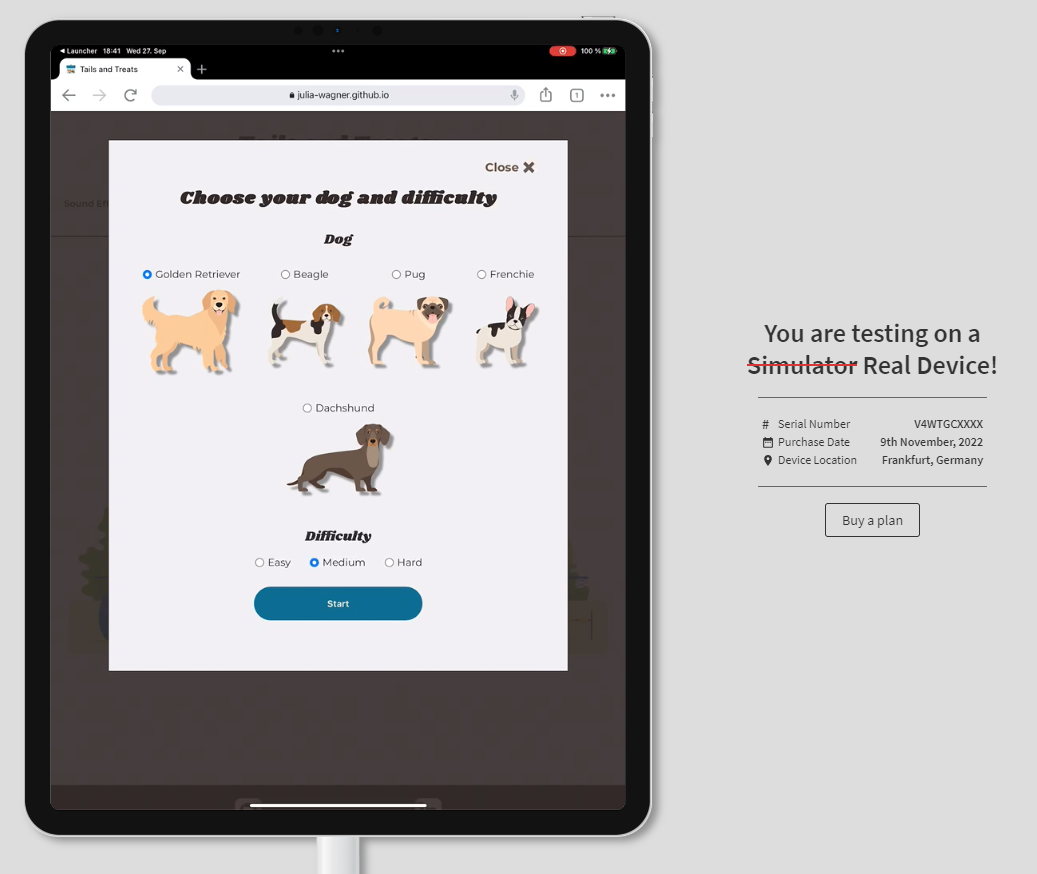 Launcher 18:41 Wed 27. Sep
100 %
Tails and Treats
julia-wagner.github.io
1
Sound
Close
Choose your dog and difficulty
Dog
Golden Retriever Beagle Pug Frenchie
Dachshund
Difficulty
Easy Medium Hard
Start
You are testing on a
Simulator Real Device!
# Serial Number V4WTGCXXXX
Purchase Date 9th November, 2022
Device Location Frankfurt, Germany
Buy a plan